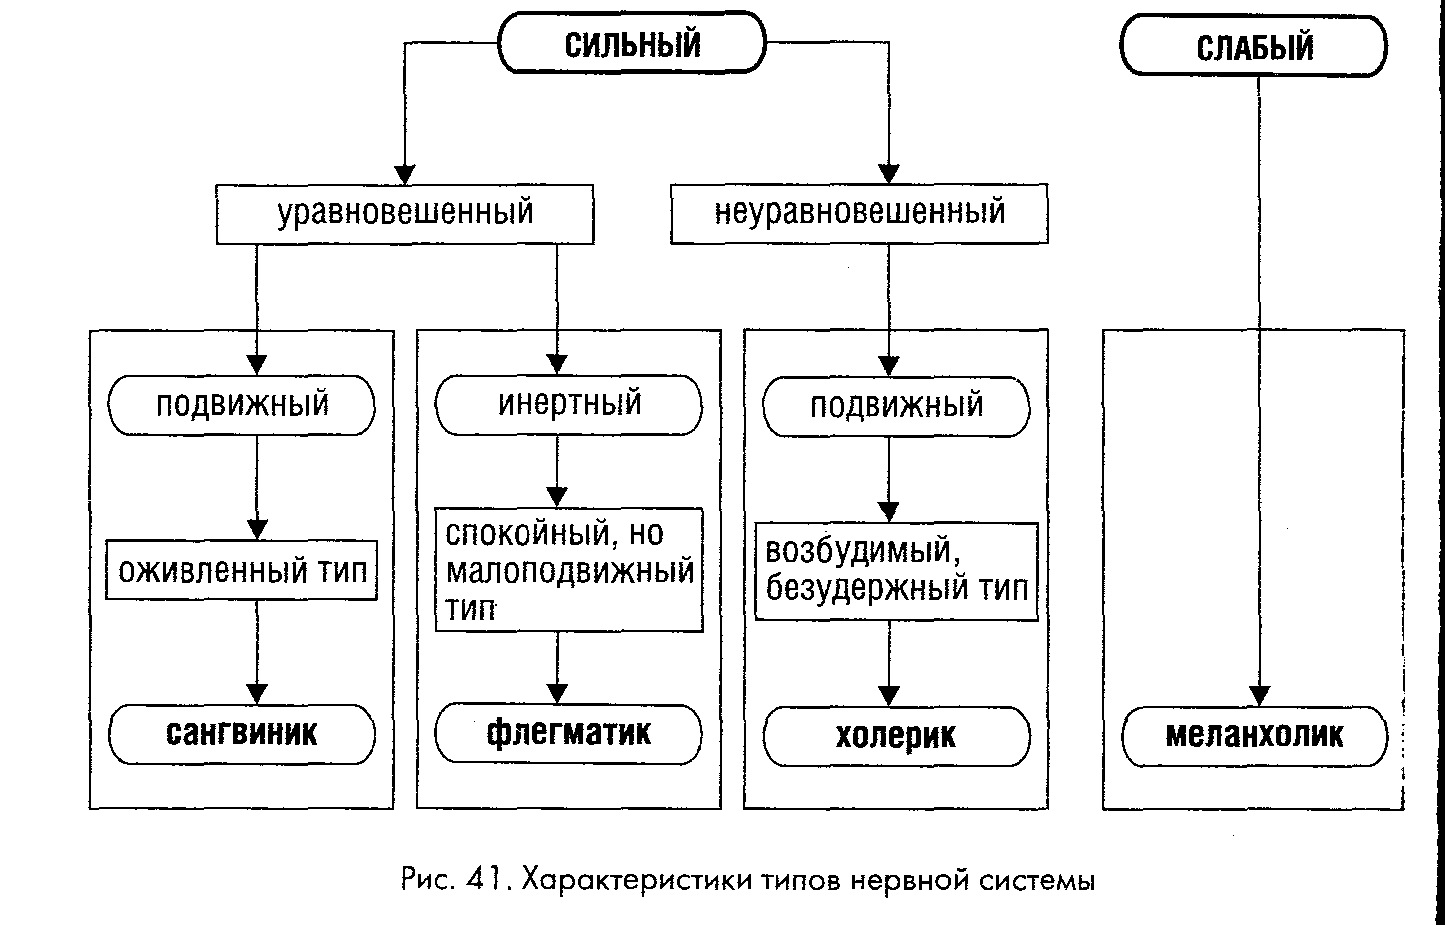 СИЛЬНЫЙ
СЛАБЫЙ
уравновешенный
неуравновешенный
подвижный
инертный
подвижный
оживленный тип
спокойный, но
малоподвижный
тип
возбудимый,
безудержный тип
сангвиник
флегматик
холерик
меланхолик
Рис. 41. Характеристики типов нервной системы